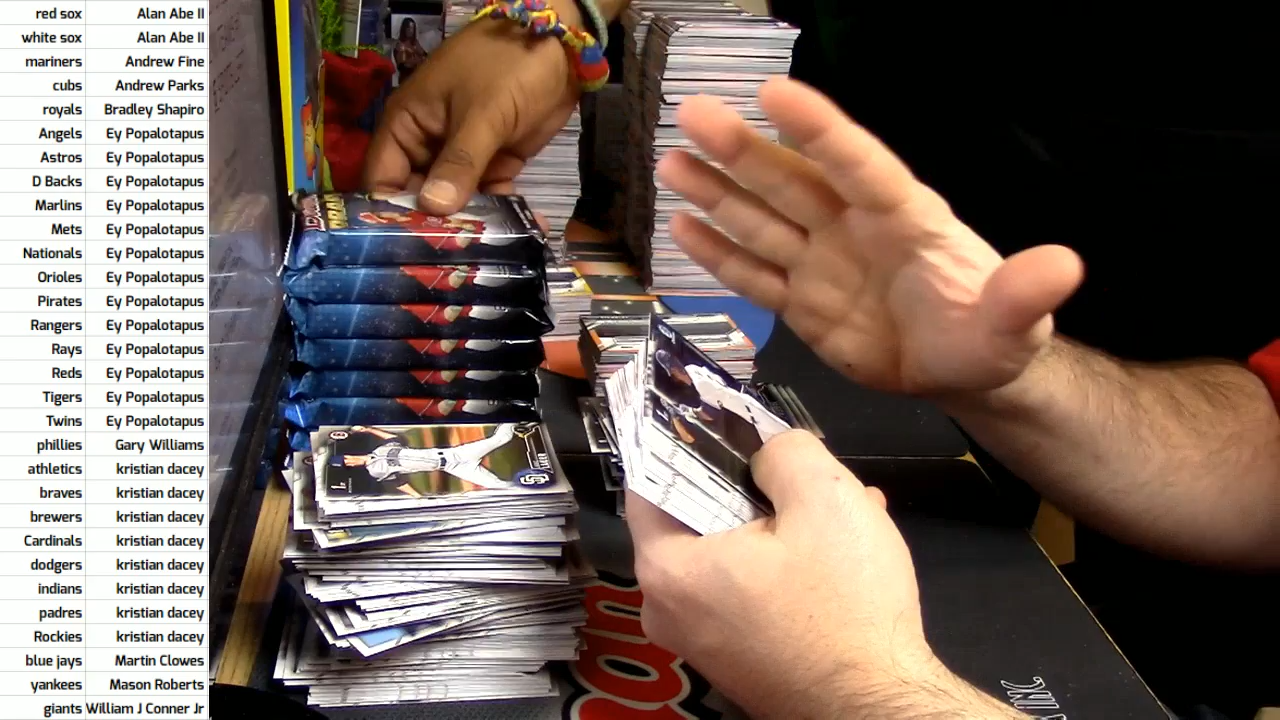 red sox Alan Abe II
white sox Alan Abe II
mariners Andrew Fine
cubs Andrew Parks
royals Bradley Shapiro
Angels Ey Popalotapus
Astros Ey Popalotapus
D Backs Ey Popalotapus
Marlins Ey Popalotapus
Mets Ey Popalotapus
Nationals Ey Popalotapus
Orioles Ey Popalotapus
Pirates Ey Popalotapus
Rangers Ey Popalotapus
Rays Ey Popalotapus
Reds Ey Popalotapus
Tigers Ey Popalotapus
Twins Ey Popalotapus
phillies Gary Williams
athletics kristian dacey
braves kristian dacey
brewers kristian dacey
Cardinals kristian dacey
dodgers kristian dacey
indians kristian dacey
padres kristian dacey
Rockies kristian dacey
blue jays Martin Clowes
yankees Mason Roberts
giants William J Conner Jr
INC